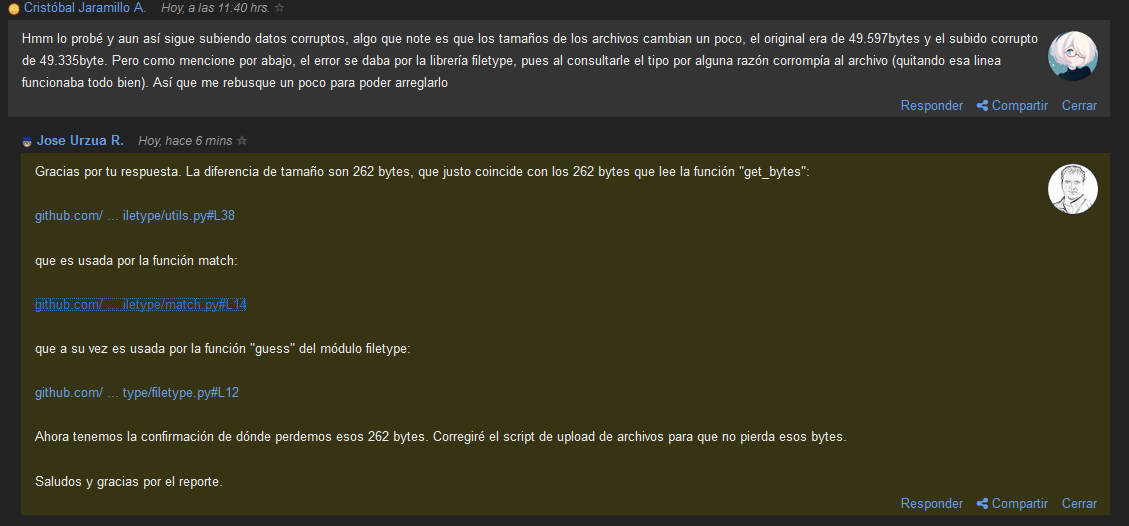 Cristóbal Jaramillo A. Hoy, a las 11:40 hrs. ☆
Hmm lo probé y aun así sigue subiendo datos corruptos, algo que note es que los tamaños de los archivos cambian un poco, el original era de 49.597bytes y el subido corrupto
de 49.335byte. Pero como mencione por abajo, el error se daba por la librería filetype, pues al consultarle el tipo por alguna razón corrompía al archivo (quitando esa linea
funcionaba todo bien). Así que me rebusque un poco para poder arreglarlo
Responder Compartir Cerrar
Jose Urzua R. Hoy, hace 6 mins ☆
Gracias por tu respuesta. La diferencia de tamaño son 262 bytes, que justo coincide con los 262 bytes que lee la función "get_bytes":
github.com/ ... iletype/utils.py#L38
que es usada por la función match:
github.com/ ... iletype/match.py#L14
que a su vez es usada por la función "guess" del módulo filetype:
github.com/ ... type/filetype.py#L12
Ahora tenemos la confirmación de dónde perdemos esos 262 bytes. Corregiré el script de upload de archivos para que no pierda esos bytes.
Saludos y gracias por el reporte.
Responder Compartir Cerrar